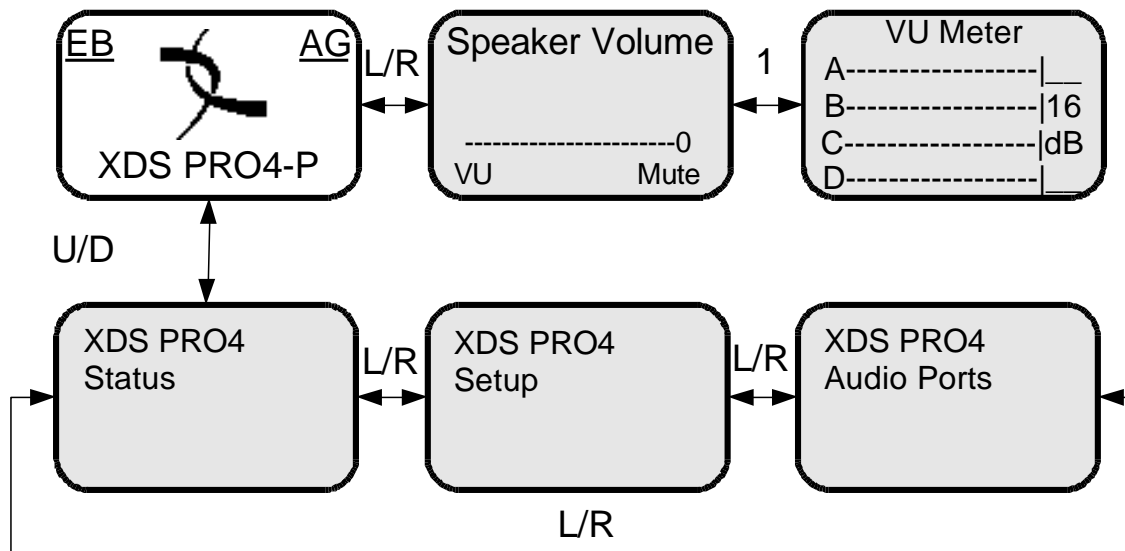 EB AG
XDS PRO4-P
L/R
Speaker Volume
-----------------------0
VU Mute
1
VU Meter
A------------------|__
B------------------|16
C------------------|dB
D------------------|__
U/D
XDS PRO4
Status
L/R
XDS PRO4
Setup
L/R
XDS PRO4
Audio Ports
L/R